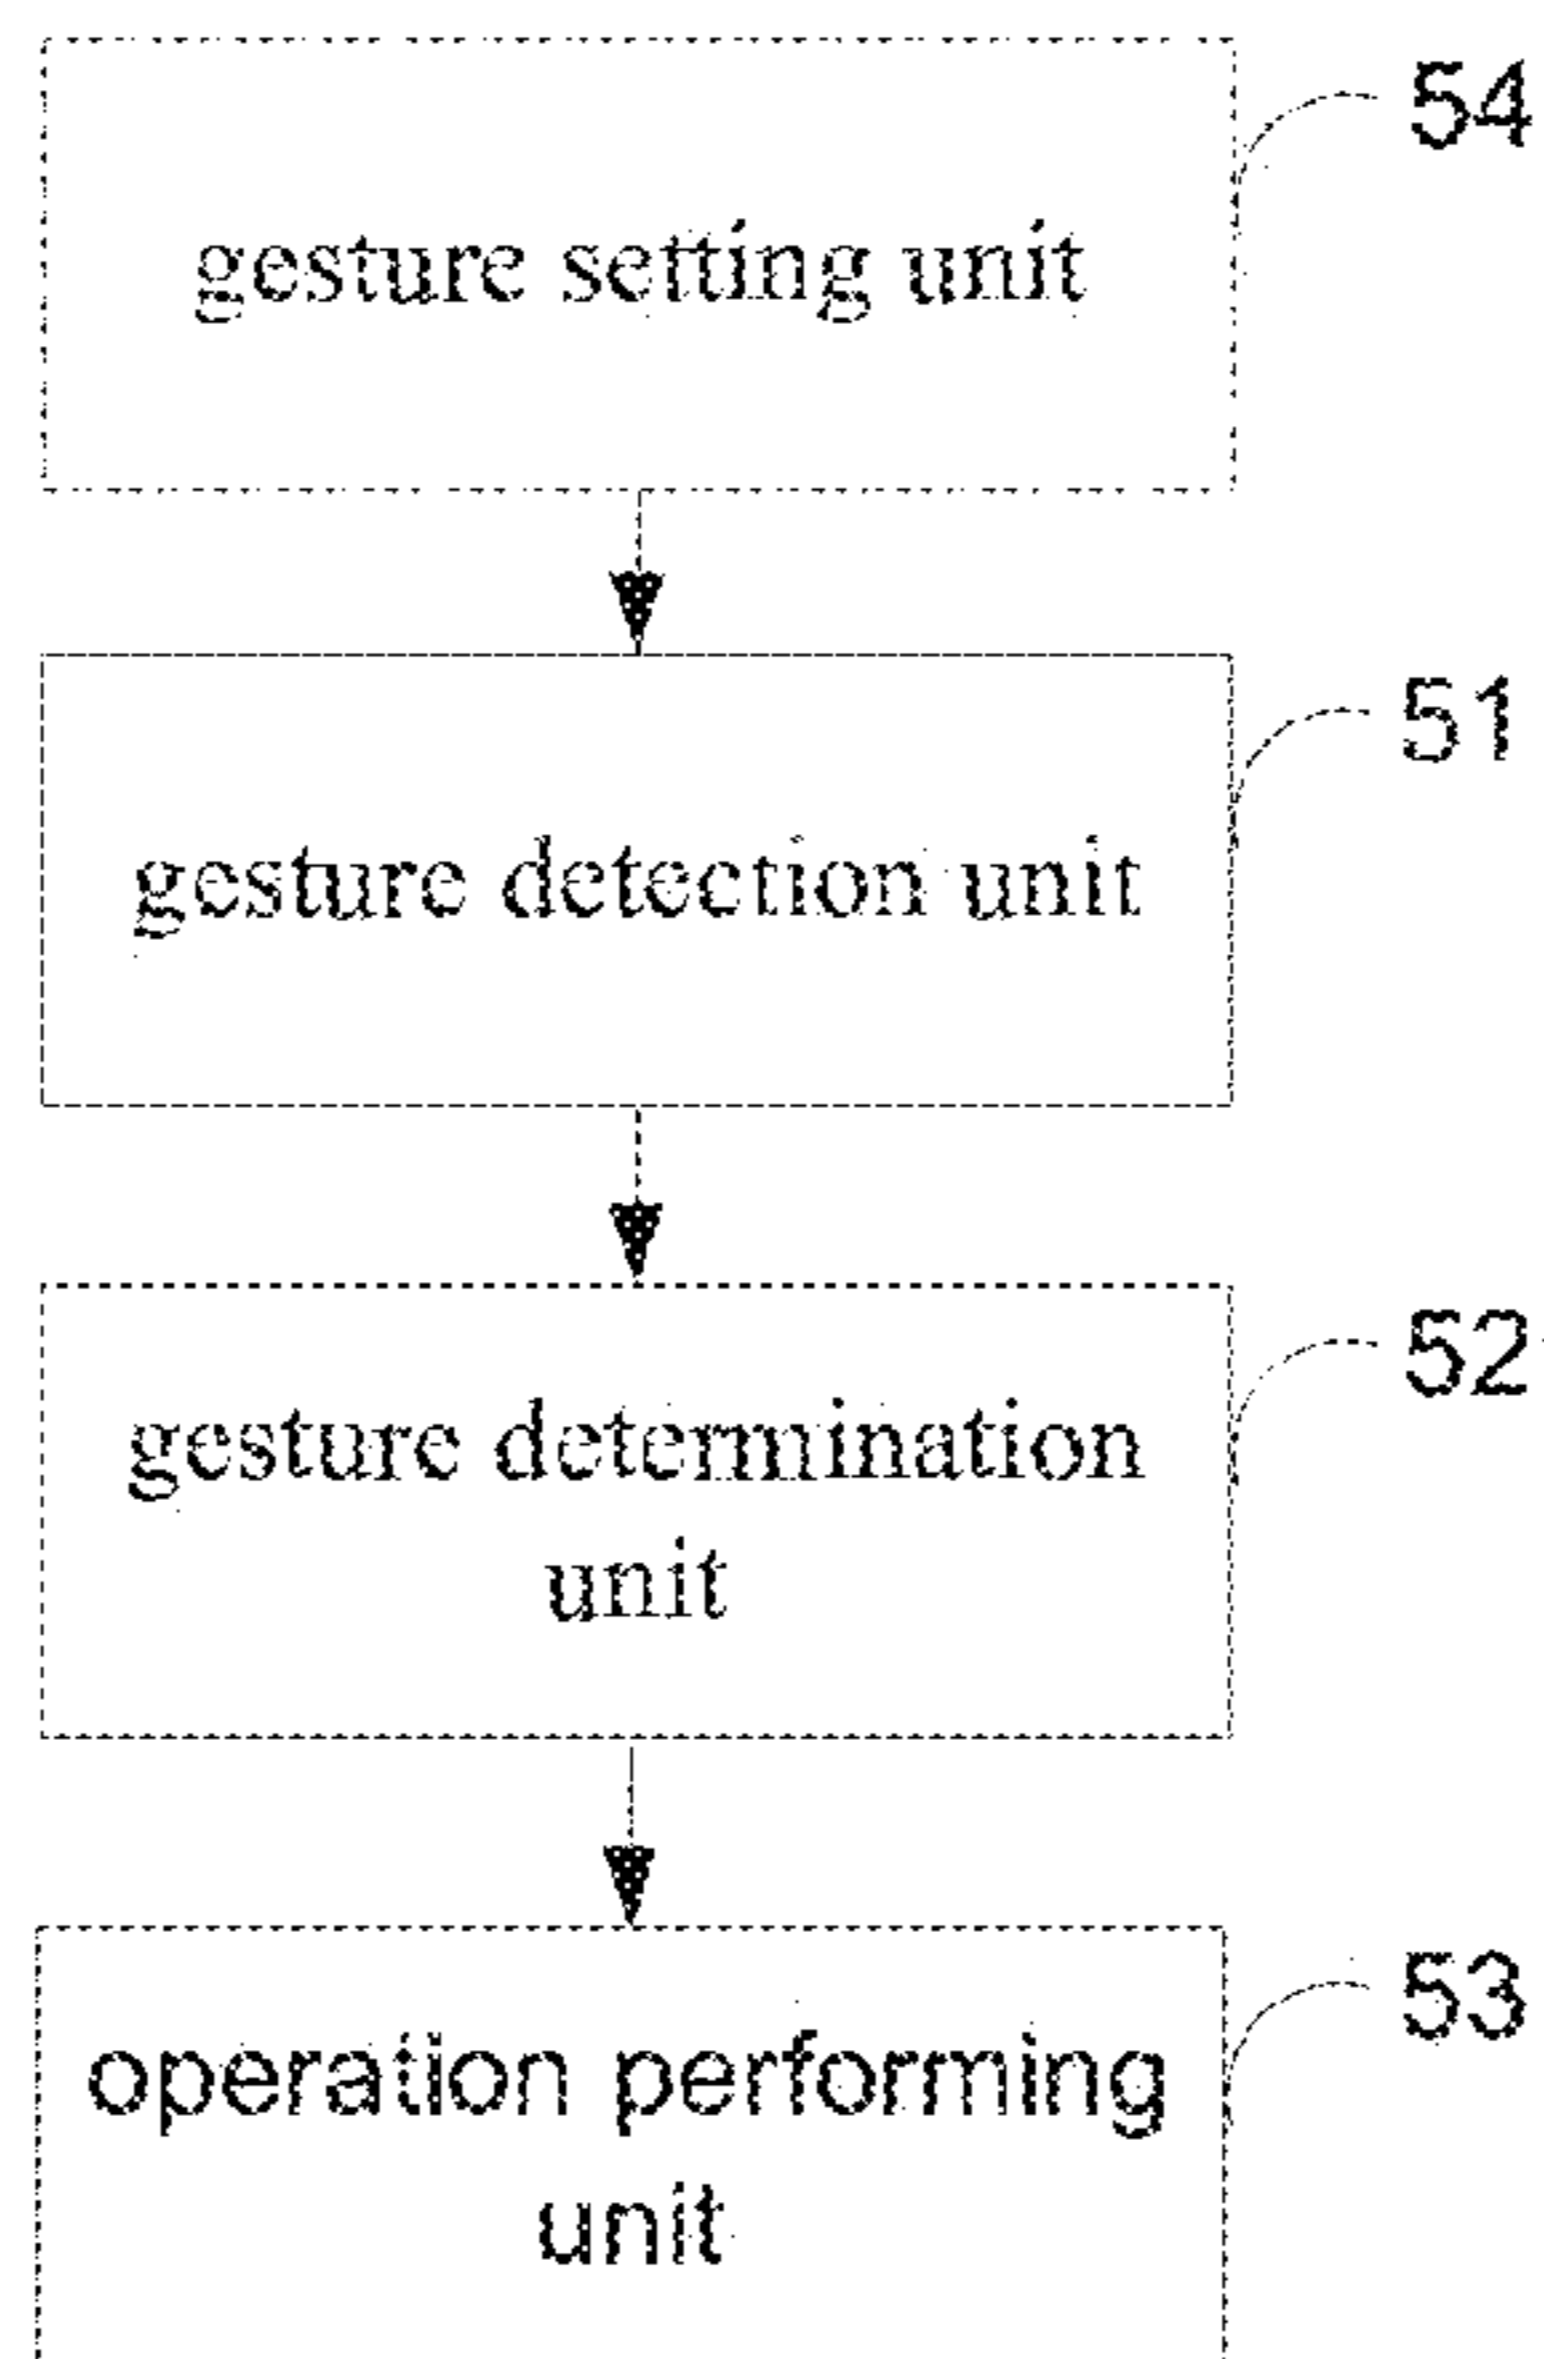 54
gesture setting unit
51
gesture detection unit
52
gesture determination
unit
53
operation performing
unit